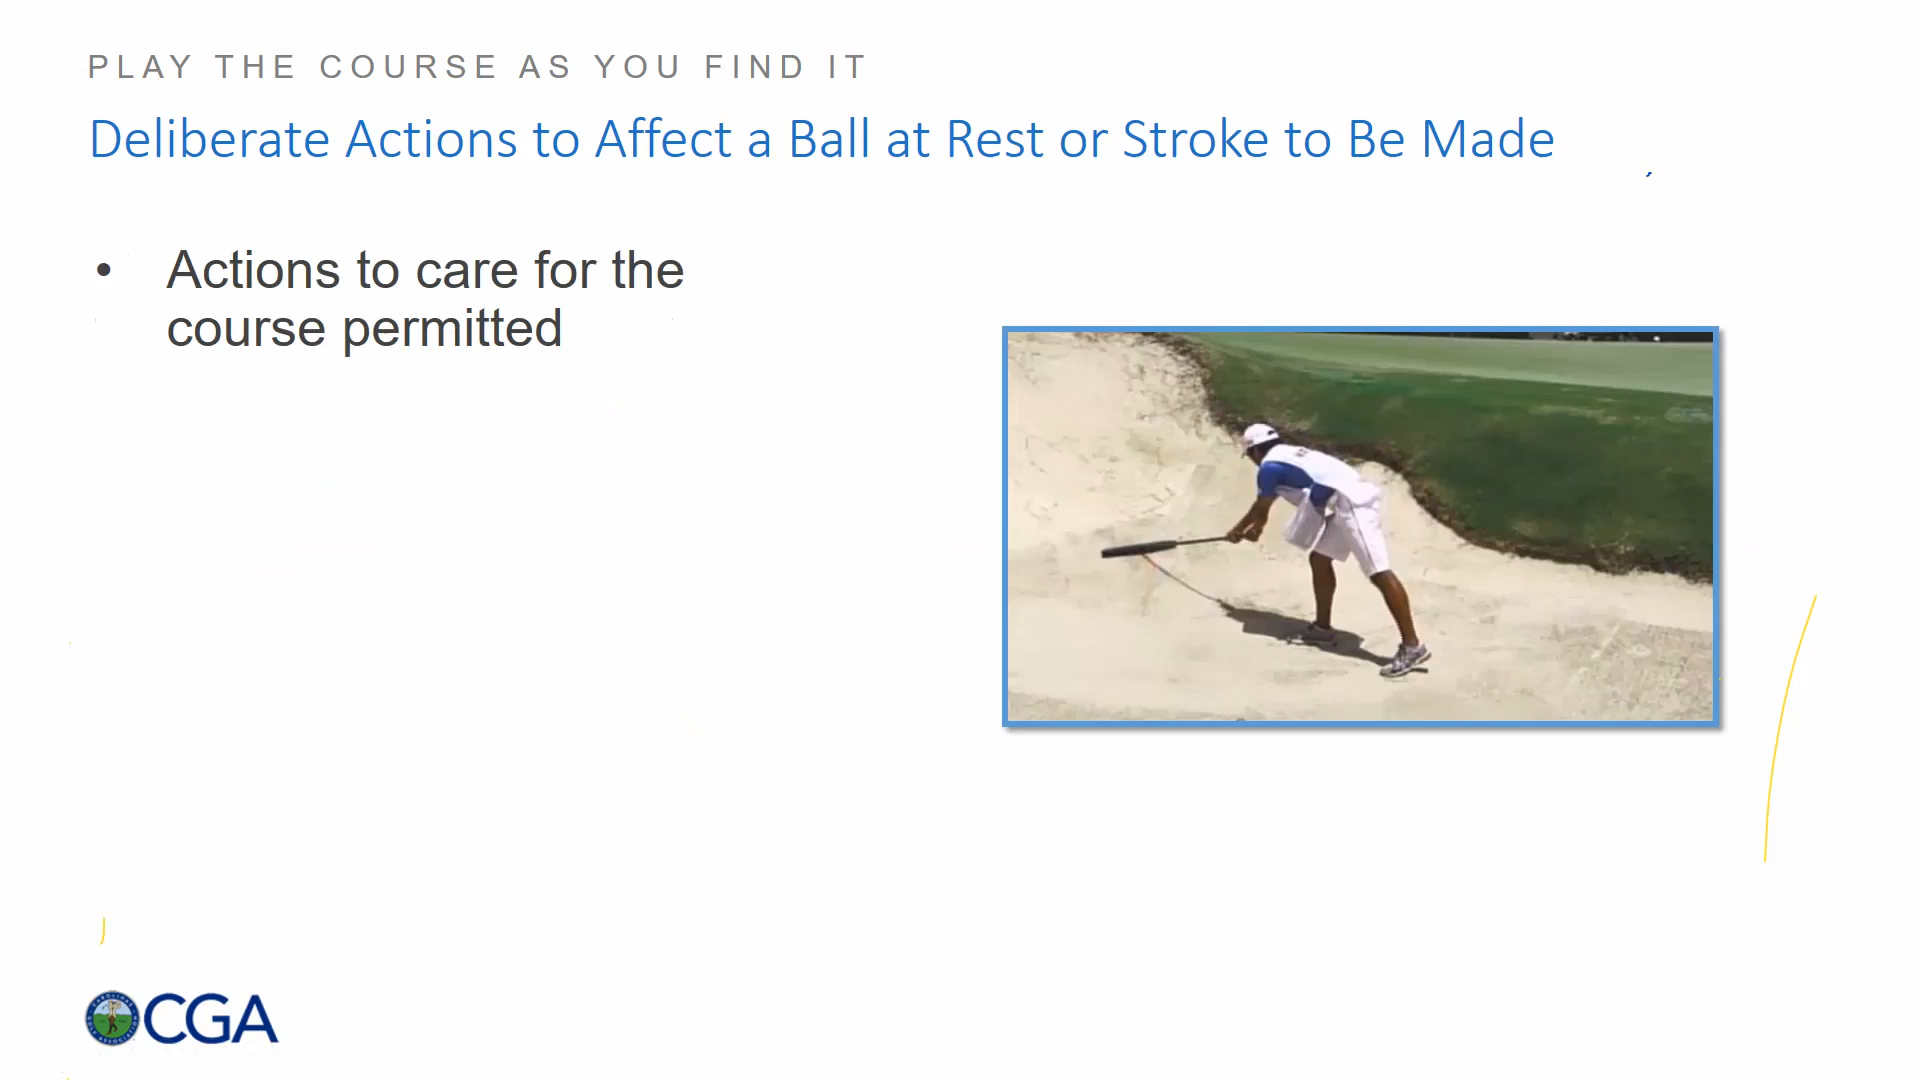 PLAY THE COURSE AS YOU FIND IT
Deliberate Actions to Affect a Ball at Rest or Stroke to Be Made
• Actions to care for the
course permitted
CGA